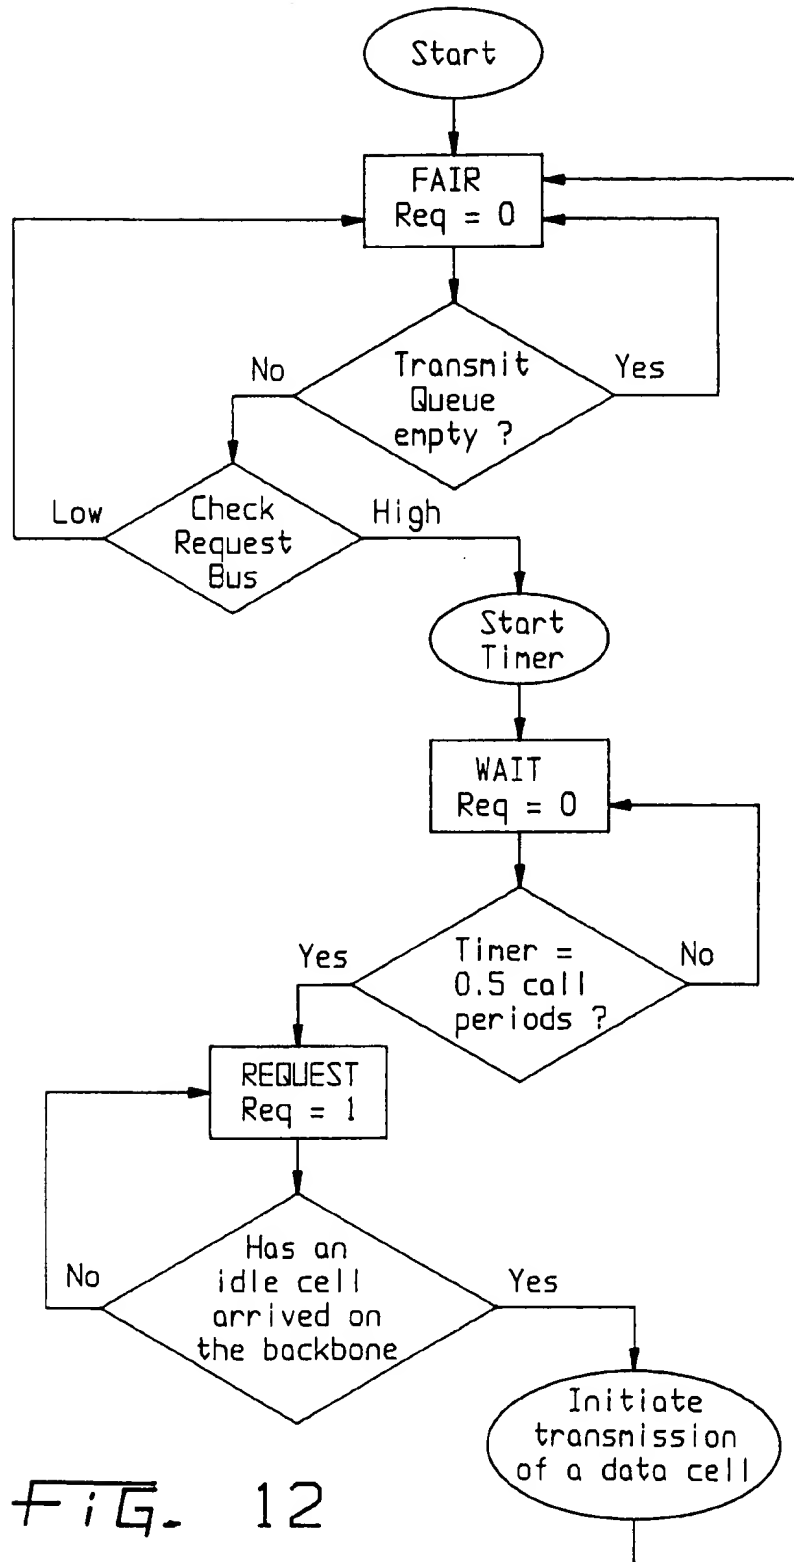 Start
FAIR
Req = 0
Transmit
Queue
empty ?
No
Yes
Check
Request
Bus
Low
High
Start
Timer
WAIT
Req = 0
Timer =
0.5 call
periods ?
Yes
No
REQUEST
Req = 1
Has an
idle cell
arrived on
the backbone
No
Yes
Initiate
transmission
of a data cell
FiG. 12